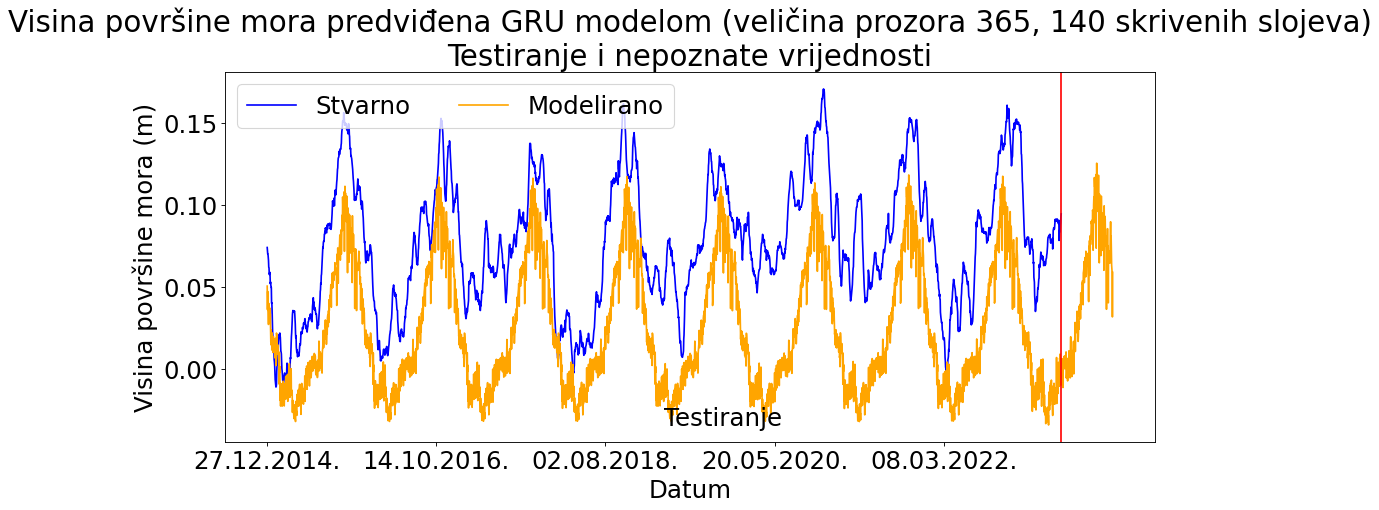 Visina površine mora predviđena GRU modelom (veličina prozora 365, 140 skrivenih slojeva)
Testiranje i nepoznate vrijednosti
Stvarno Modelirano
Visina površine mora (m)
0.15
0.10
0.05
0.00
Testiranje
27.12.2014. 14.10.2016. 02.08.2018. 20.05.2020. 08.03.2022.
Datum